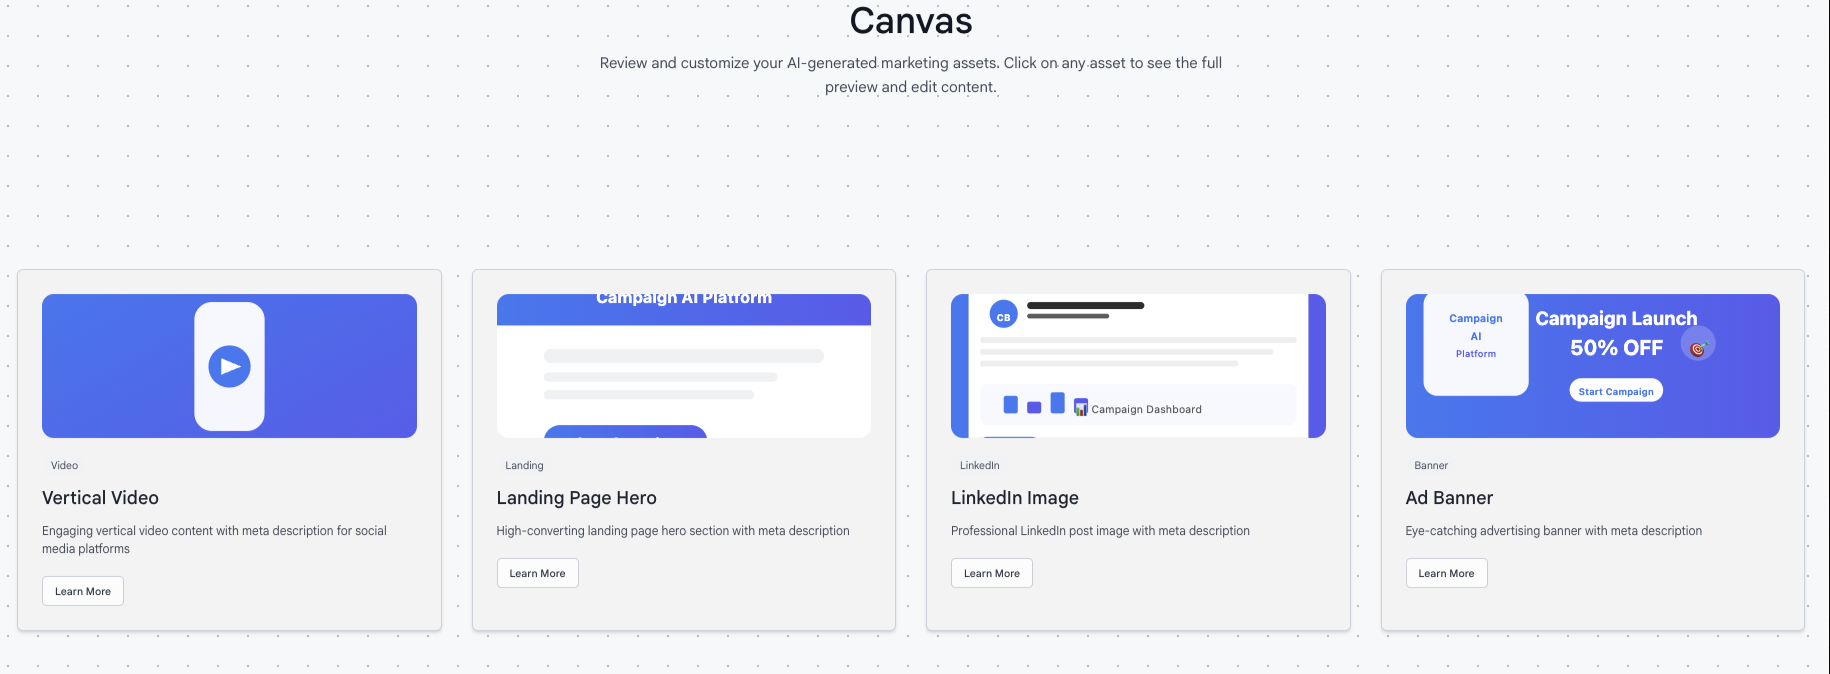 Canvas
Review and customize your AI-generated marketing assets. Click on any asset to see the full
preview and edit content.
Video
Vertical Video
Engaging vertical video content with meta description for social
media platforms
Learn More
Campaign AI Platform
Landing
Landing Page Hero
High-converting landing page hero section with meta description
Learn More
CB
Campaign Dashboard
LinkedIn
LinkedIn Image
Professional LinkedIn post image with meta description
Learn More
Campaign
AI
Platform
Campaign Launch
50% OFF
Start Campaign
Banner
Ad Banner
Eye-catching advertising banner with meta description
Learn More